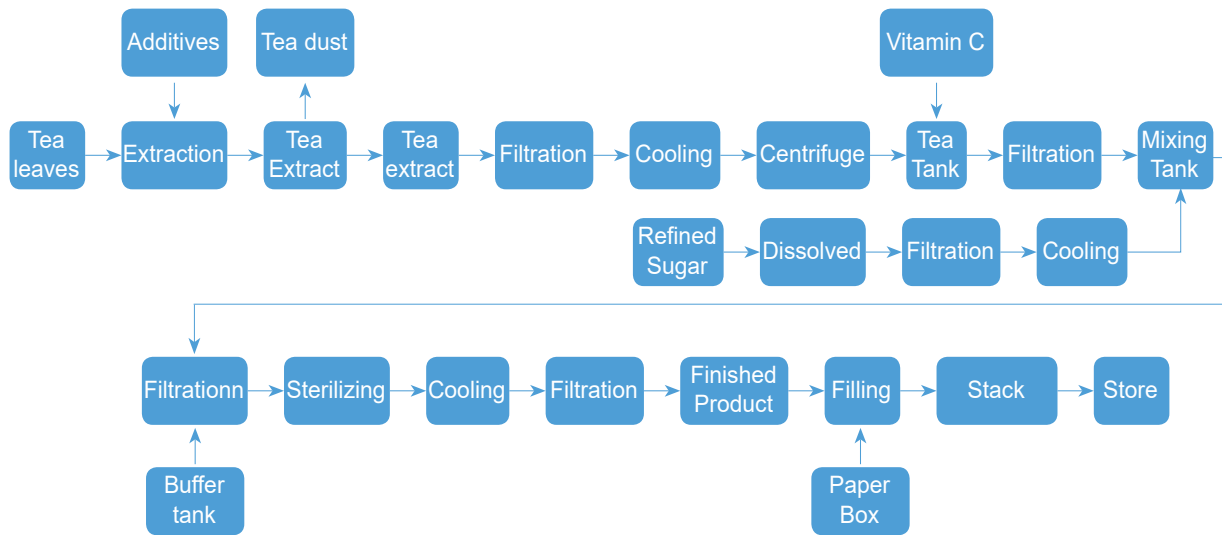 Additives
Tea dust
Vitamin C
Tea
leaves
Extraction
Tea
Extract
Tea
extract
Filtration
Cooling
Centrifuge
Tea
Tank
Filtration
Mixing
Tank
Refined
Sugar
Dissolved
Filtration
Cooling
Filtrationn
Sterilizing
Cooling
Filtration
Finished
Product
Filling
Stack
Store
Buffer
tank
Paper
Box